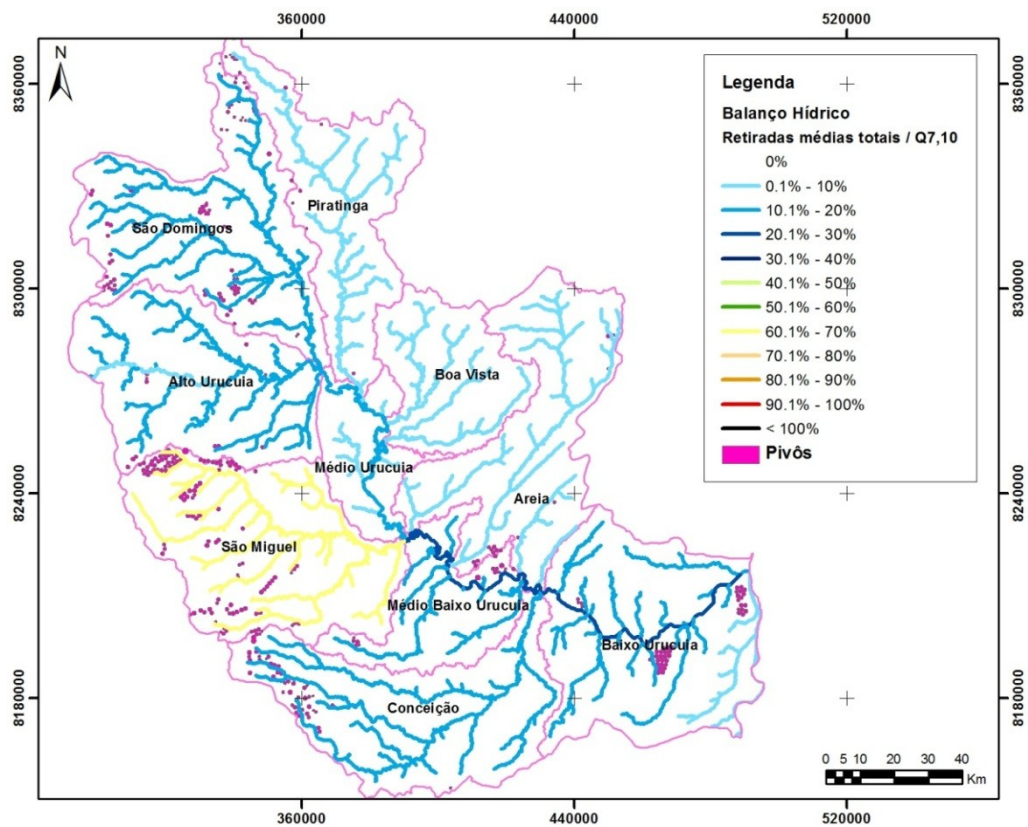 360000 440000 520000
N
8360000 8360000
Legenda
Balanço Hídrico
Retiradas médias totais / Q7,10
0%
0.1% - 10%
10.1% - 20%
20.1% - 30%
30.1% - 40%
40.1% - 50%
50.1% - 60%
60.1% - 70%
70.1% - 80%
80.1% - 90%
90.1% - 100%
< 100%
Pivôs
Piratinga
São Domingos
8300000 8300000
Boa Vista
Alto Urucuia
Médio Urucuia
8240000 8240000
Areia
São Miguel
Médio Baixo Urucuia
Baixo Urucuia
8180000 8180000
Conceição
0 5 10 20 30 40
Km
360000 440000 520000